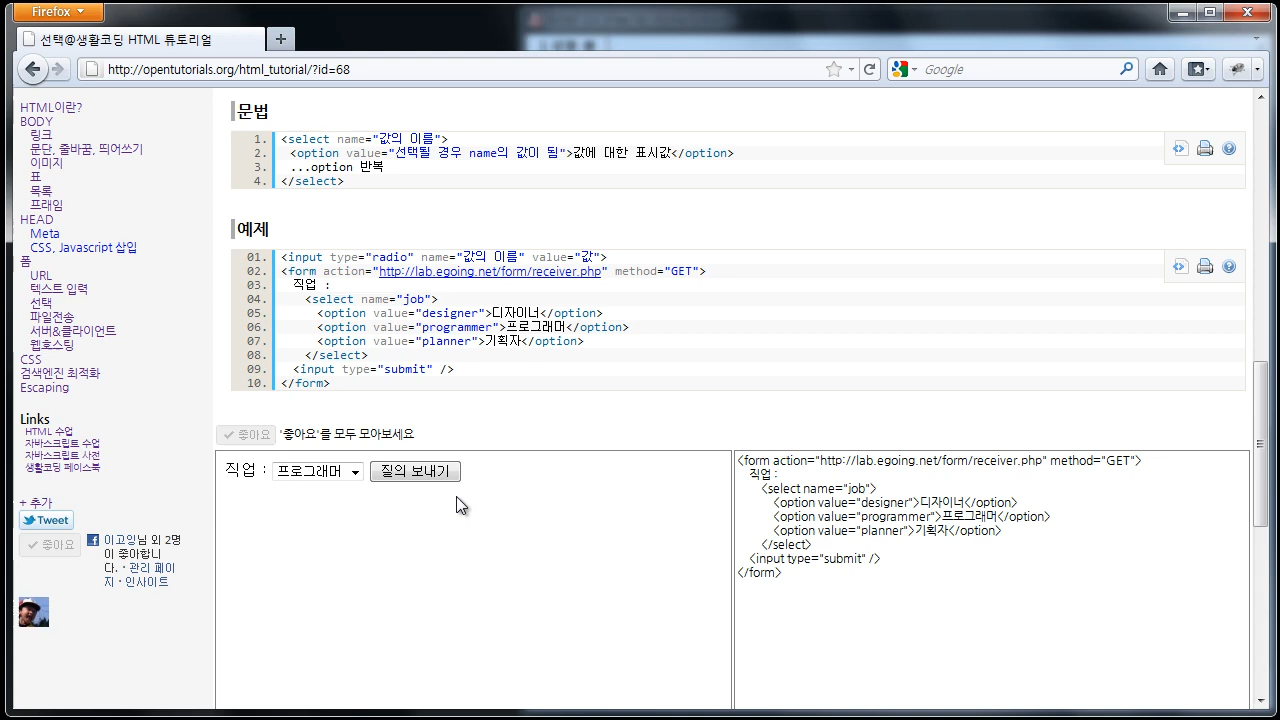 Firefox
선택@생활코딩 HTML 튜토리얼
http://opentutorials.org/html_tutorial/?id=68
Google
HTML이란?
BODY
링크
문단, 줄바꿈, 띄어쓰기
이미지
표
목록
프래임
HEAD
Meta
CSS, Javascript 삽입
폼
URL
텍스트 입력
선택
파일전송
서버&클라이언트
웹호스팅
CSS
검색엔진 최적화
Escaping
Links
HTML 수업
자바스크립트 수업
자바스크립트 사전
생활코딩 페이스북
+ 추가
Tweet
좋아요
이고잉님 외 2명
이 좋아합니
다. · 관리 페이
지 · 인사이트
문법
1. <select name="값의 이름">
2. <option value="선택될 경우 name의 값이 됨">값에 대한 표시값</option>
3. ...option 반복
4. </select>
예제
01. <input type="radio" name="값의 이름" value="값">
02. <form action="http://lab.egoing.net/form/receiver.php" method="GET">
03. 직업 :
04. <select name="job">
05. <option value="designer">디자이너</option>
06. <option value="programmer">프로그래머</option>
07. <option value="planner">기획자</option>
08. </select>
09. <input type="submit" />
10. </form>
좋아요 '좋아요'를 모두 모아보세요
직업 : 프로그래머 질의 보내기
<form action="http://lab.egoing.net/form/receiver.php" method="GET">
직업 :
<select name="job">
<option value="designer">디자이너</option>
<option value="programmer">프로그래머</option>
<option value="planner">기획자</option>
</select>
<input type="submit" />
</form>